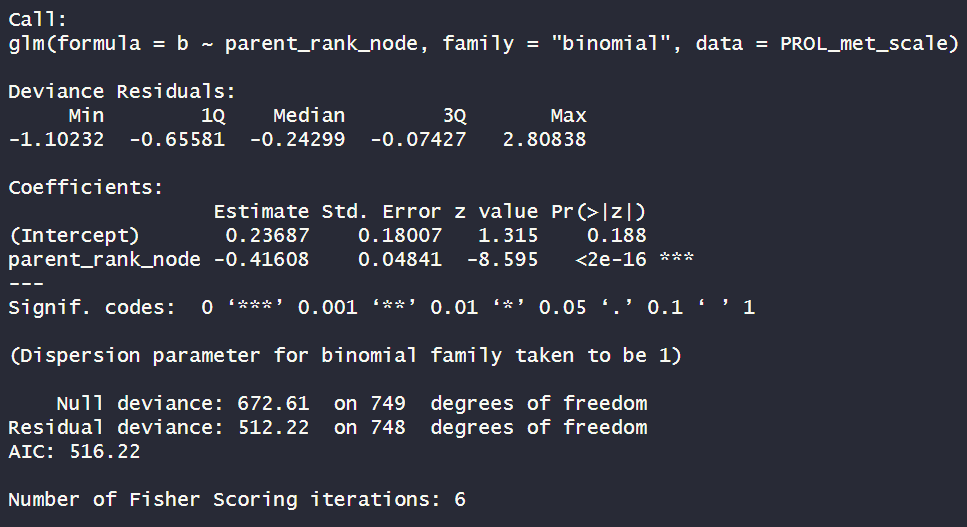 Call:
glm(formula = b ~ parent_rank_node, family = "binomial", data = PROL_met_scale)
Deviance Residuals:
Min 1Q Median 3Q Max
-1.10232 -0.65581 -0.24299 -0.07427 2.80838
Coefficients:
Estimate Std. Error z value Pr(>|z|)
(Intercept) 0.23687 0.18007 1.315 0.188
parent_rank_node -0.41608 0.04841 -8.595 <2e-16 ***
---
Signif. codes: 0 ‘***’ 0.001 ‘**’ 0.01 ‘*’ 0.05 ‘.’ 0.1 ‘ ’ 1
(Dispersion parameter for binomial family taken to be 1)
Null deviance: 672.61 on 749 degrees of freedom
Residual deviance: 512.22 on 748 degrees of freedom
AIC: 516.22
Number of Fisher Scoring iterations: 6